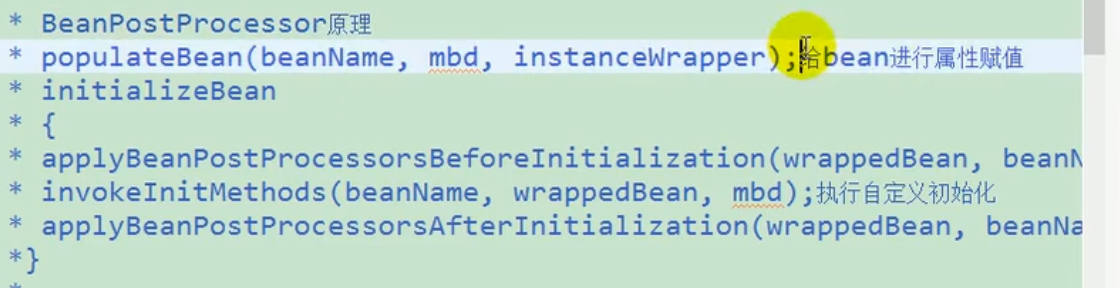 * BeanPostProcessor原理
* populateBean(beanName, mbd, instanceWrapper);给bean进行属性赋值
* initializeBean
* {
* applyBeanPostProcessorsBeforeInitialization(wrappedBean, beanN
* invokeInitMethods(beanName, wrappedBean, mbd);执行自定义初始化
* applyBeanPostProcessorsAfterInitialization(wrappedBean, beanNa
*}
*